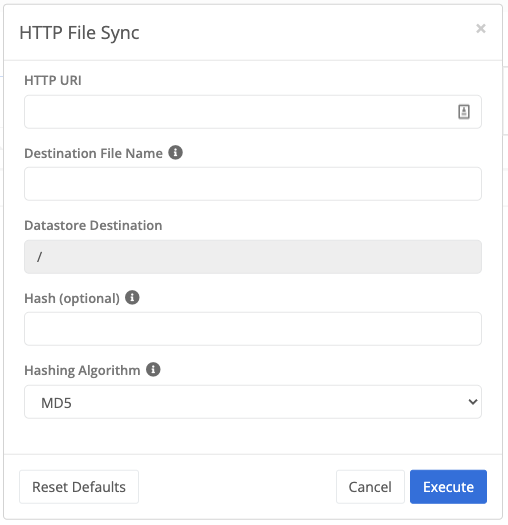 HTTP File Sync
HTTP URI
Destination File Name
Datastore Destination
/
Hash (optional)
Hashing Algorithm
MD5
Reset Defaults
Cancel
Execute